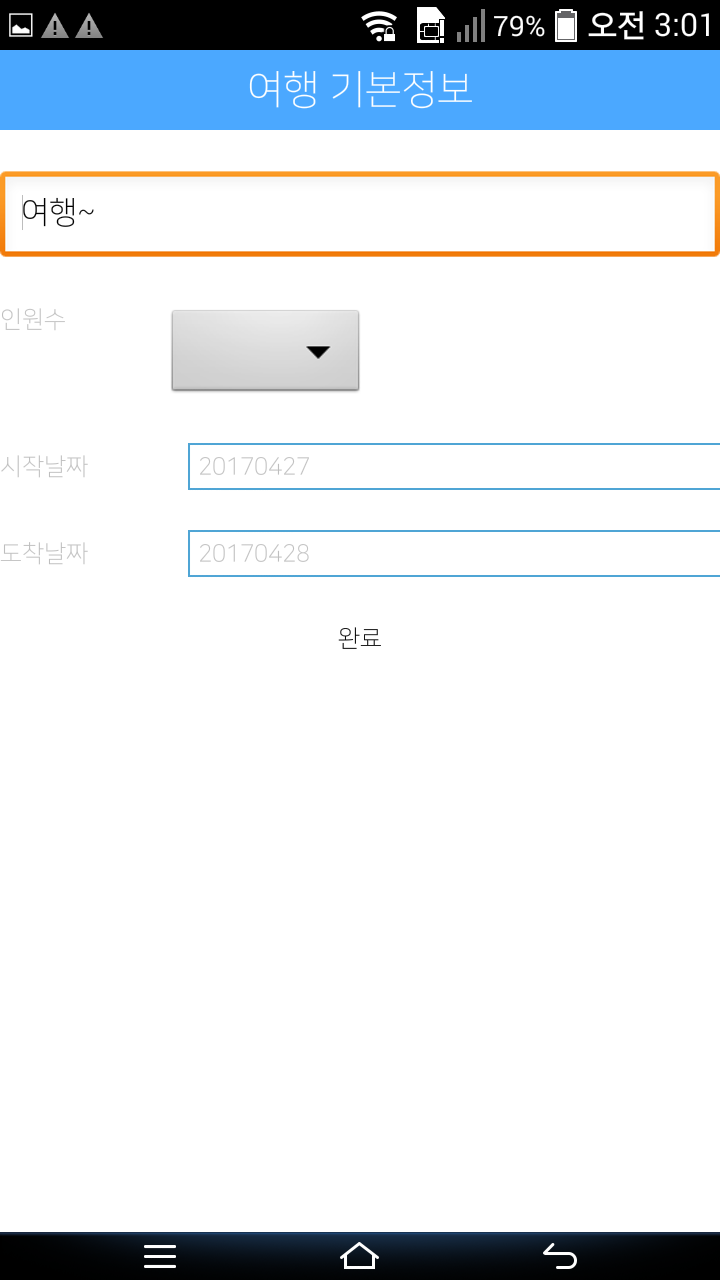 79% 오전 3:01
여행 기본정보
여행~
인원수
시작날짜 20170427
도착날짜 20170428
완료